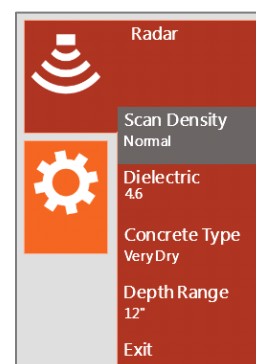 Radar
Scan Density
Normal
Dielectric
4.6
Concrete Type
Very Dry
Depth Range
12"
Exit